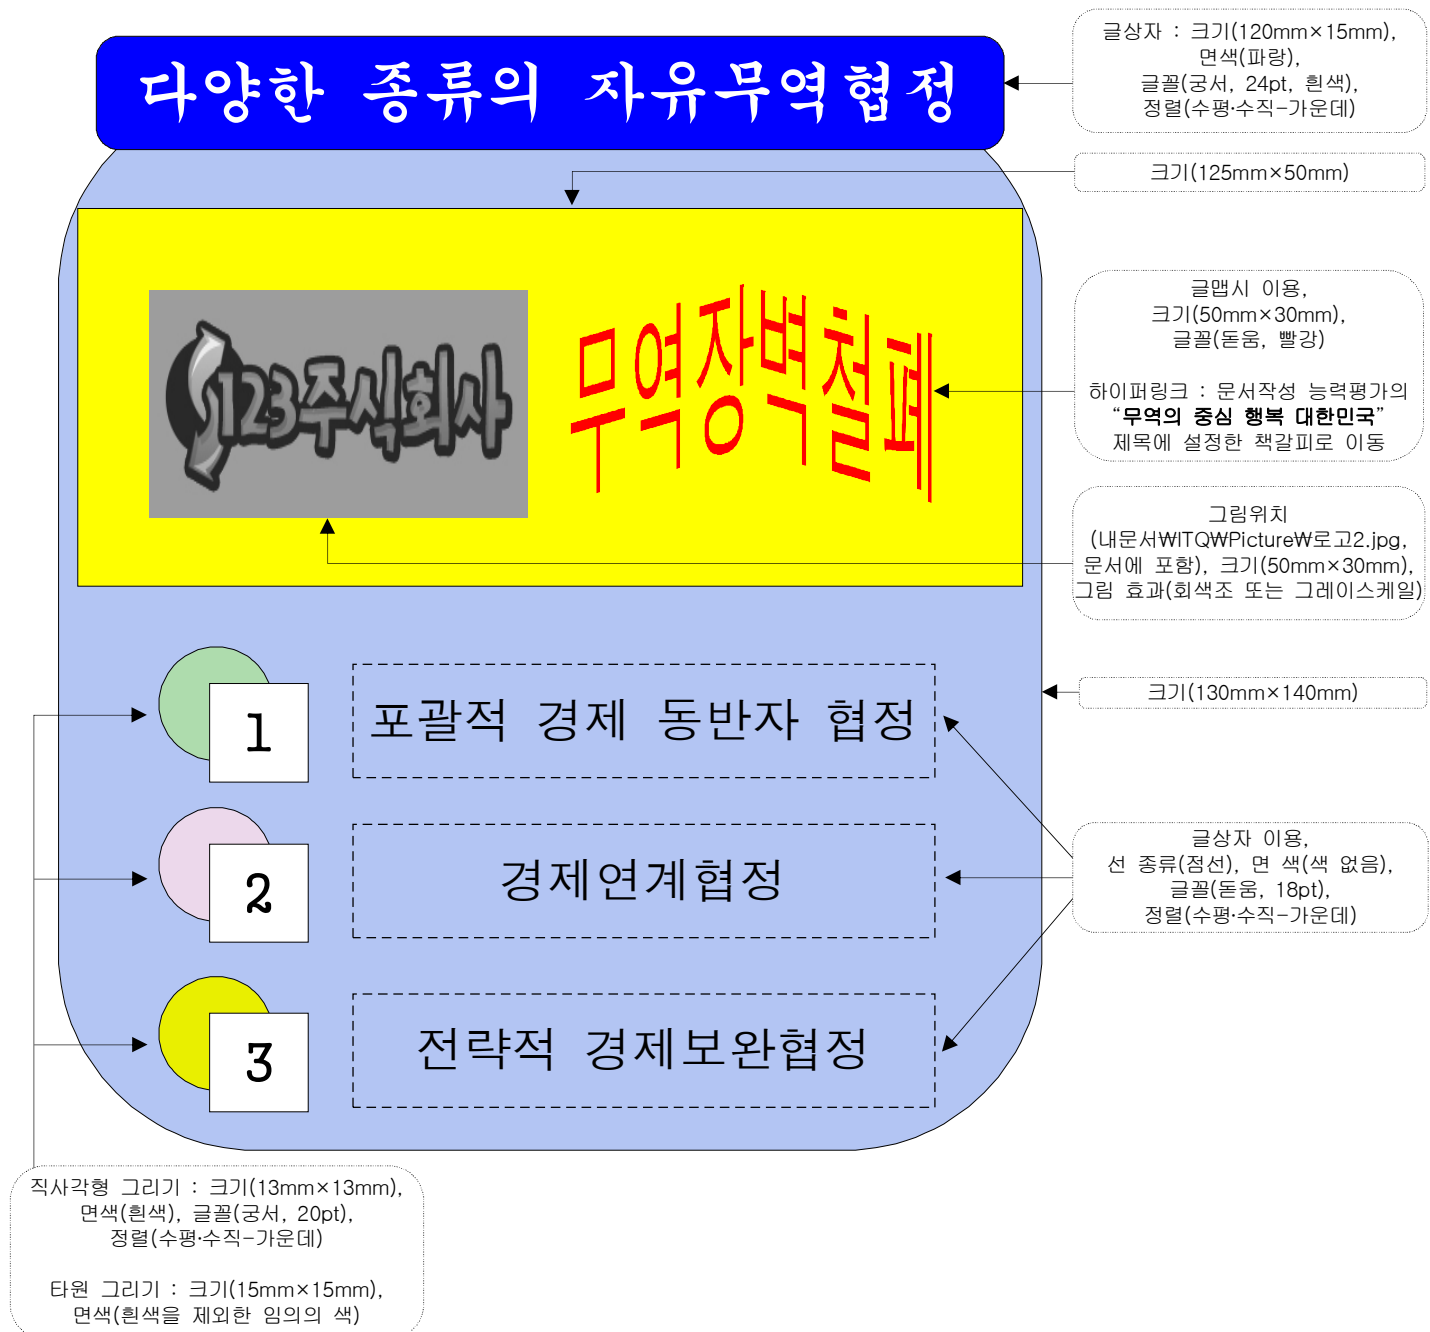 다양한 종류의 자유무역협정
글상자 : 크기(120mm×15mm),
면색(파랑),
글꼴(궁서, 24pt, 흰색),
정렬(수평·수직-가운데)
크기(125mm×50mm)
123주식회사
무역장벽철폐
글맵시 이용,
크기(50mm×30mm),
글꼴(돋움, 빨강)
하이퍼링크 : 문서작성 능력평가의
“무역의 중심 행복 대한민국”
제목에 설정한 책갈피로 이동
그림위치
(내문서₩ITQ₩Picture₩로고2.jpg,
문서에 포함), 크기(50mm×30mm),
그림 효과(회색조 또는 그레이스케일)
크기(130mm×140mm)
1
포괄적 경제 동반자 협정
2
경제연계협정
3
전략적 경제보완협정
글상자 이용,
선 종류(점선), 면 색(색 없음),
글꼴(돋움, 18pt),
정렬(수평·수직-가운데)
직사각형 그리기 : 크기(13mm×13mm),
면색(흰색), 글꼴(궁서, 20pt),
정렬(수평·수직-가운데)
타원 그리기 : 크기(15mm×15mm),
면색(흰색을 제외한 임의의 색)